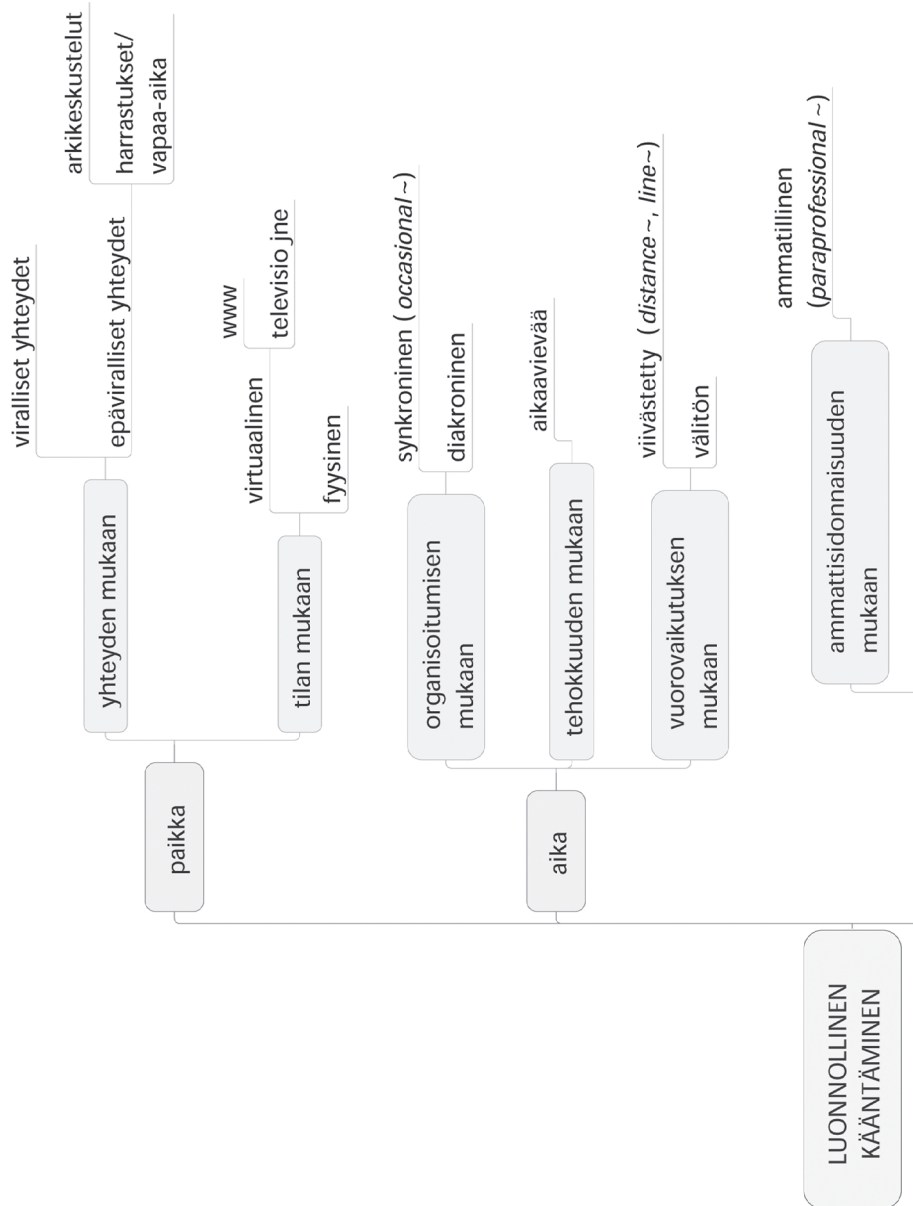 LUONNOLLINEN
KÄÄNTÄMINEN
paikka
yhteyden mukaan
viralliset yhteydet
epäviralliset yhteydet
arkikeskustelut
harrastukset/
vapaa-aika
tilan mukaan
virtuaalinen
www
televisio jne
fyysinen
aika
organisoitumisen
mukaan
synkroninen (occasional ~)
diakroninen
tehokkuuden mukaan
aikaavievää
vuorovaikutuksen
mukaan
viivästetty (distance ~, line~)
välitön
ammattisidonnaisuuden
mukaan
ammatillinen
(paraprofessional ~)